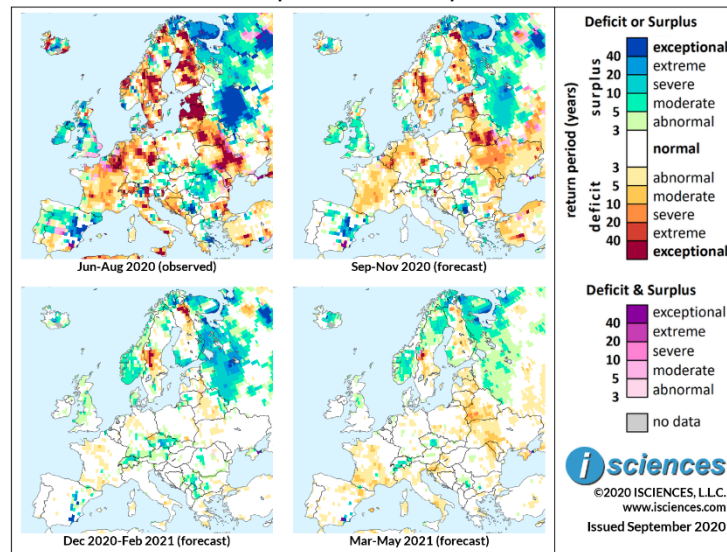 Jun-Aug 2020 (observed)
Sep-Nov 2020 (forecast)
Dec 2020-Feb 2021 (forecast)
Mar-May 2021 (forecast)
Deficit or Surplus
return period (years)
surplus
deficit
40
20
10
5
3
3
5
10
20
40
exceptional
extreme
severe
moderate
abnormal
normal
abnormal
moderate
severe
extreme
exceptional
Deficit & Surplus
40
20
10
5
3
exceptional
extreme
severe
moderate
abnormal
no data
i sciences
©2020 ISCIENCES, L.L.C.
www.isciences.com
Issued September 2020